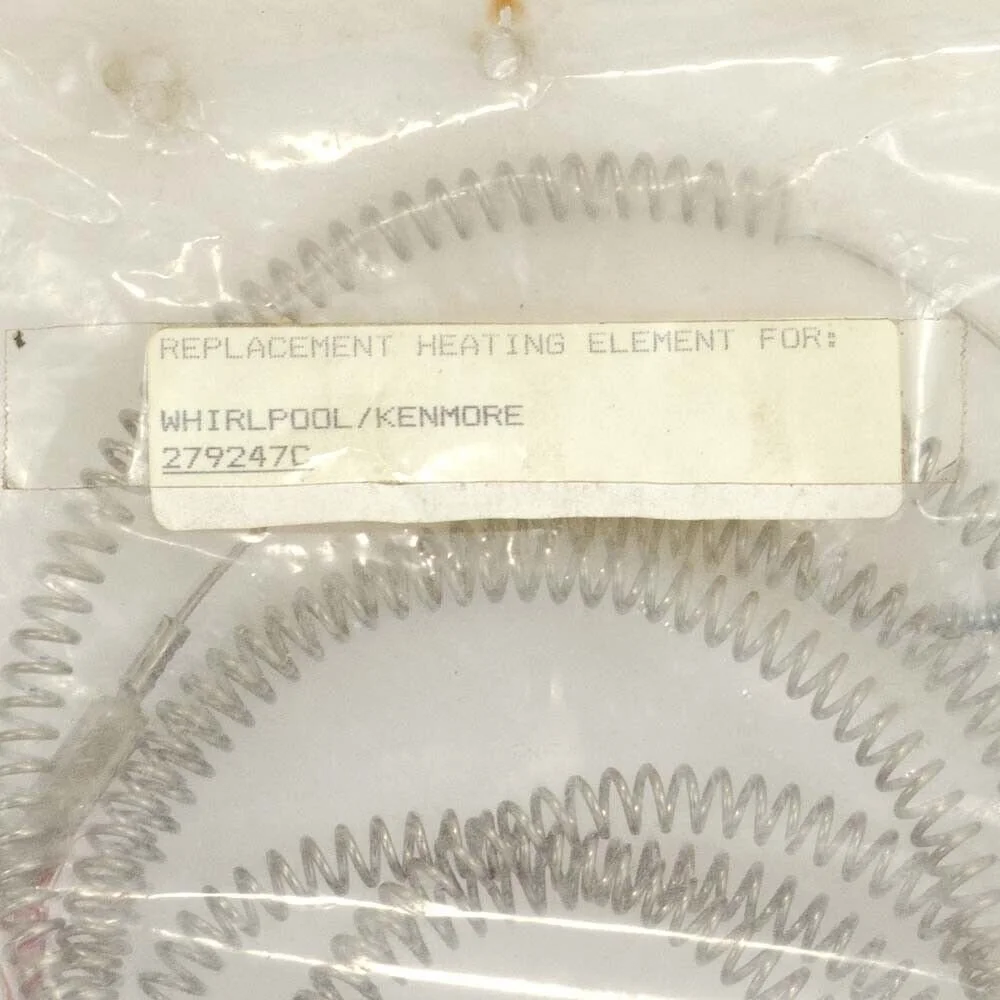 REPLACEMENT HEATING ELEMENT FOR:
WHIRLPOOL/KENMORE
279247C